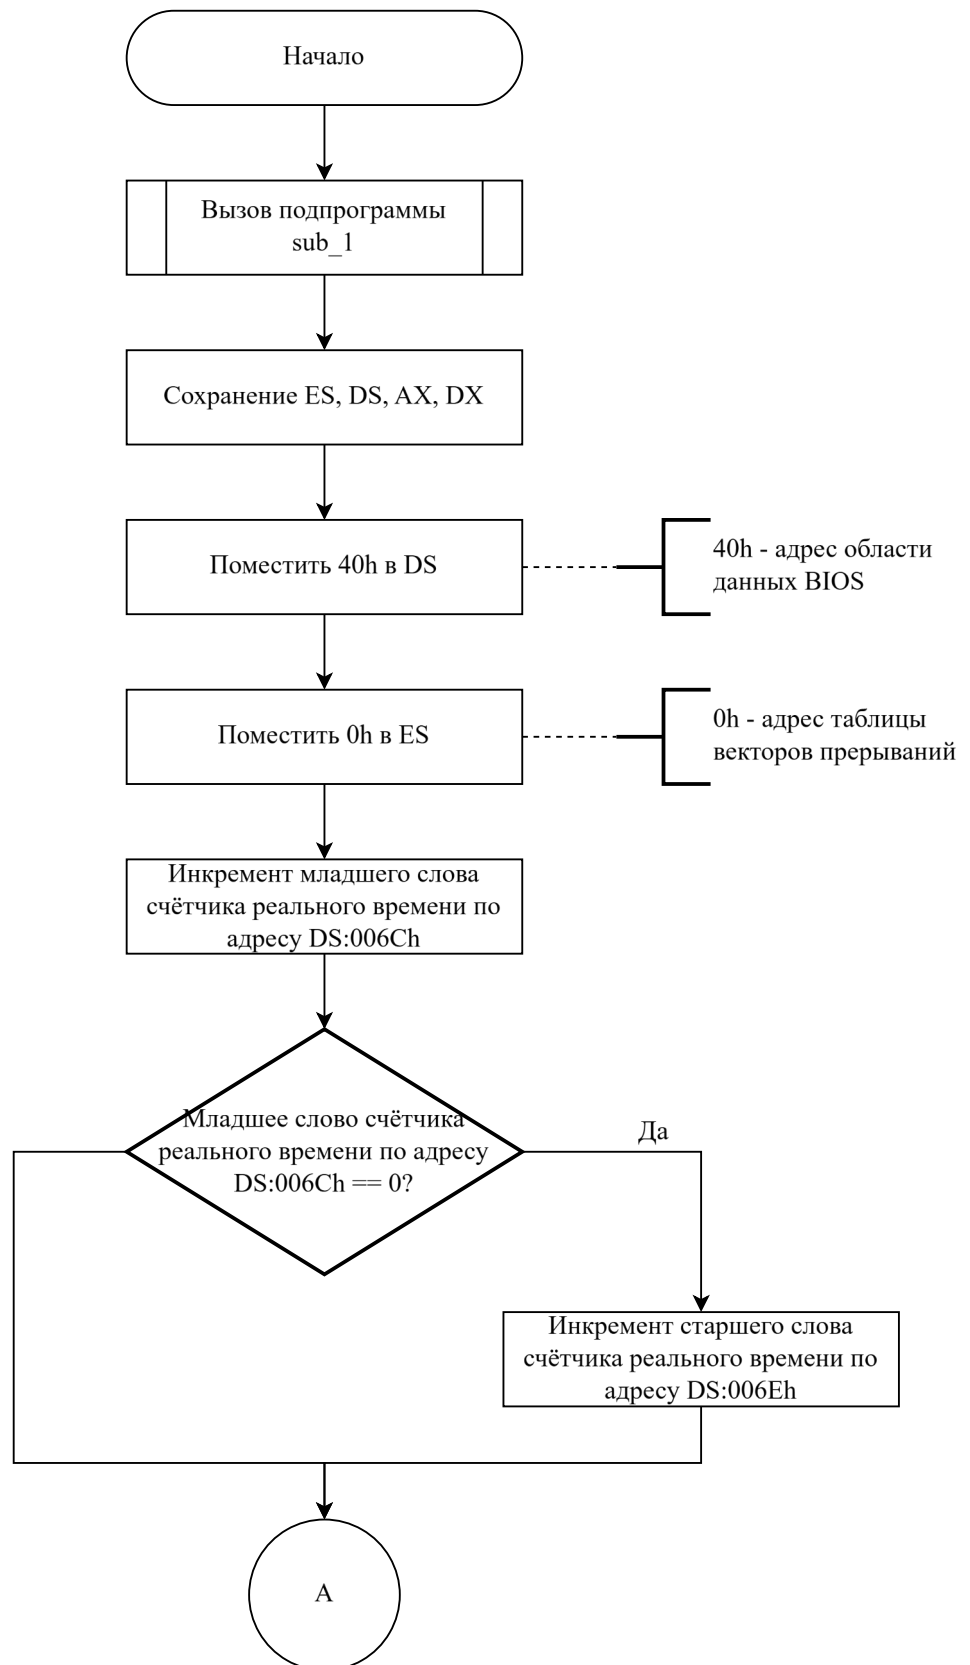 Начало
Вызов подпрограммы
sub_1
Сохранение ES, DS, AX, DX
Поместить 40h в DS
40h - адрес области
данных BIOS
Поместить 0h в ES
0h - адрес таблицы
векторов прерываний
Инкремент младшего слова
счётчика реального времени по
адресу DS:006Ch
Младшее слово счётчика
реального времени по адресу
DS:006Ch == 0?
Да
Инкремент старшего слова
счётчика реального времени по
адресу DS:006Eh
А